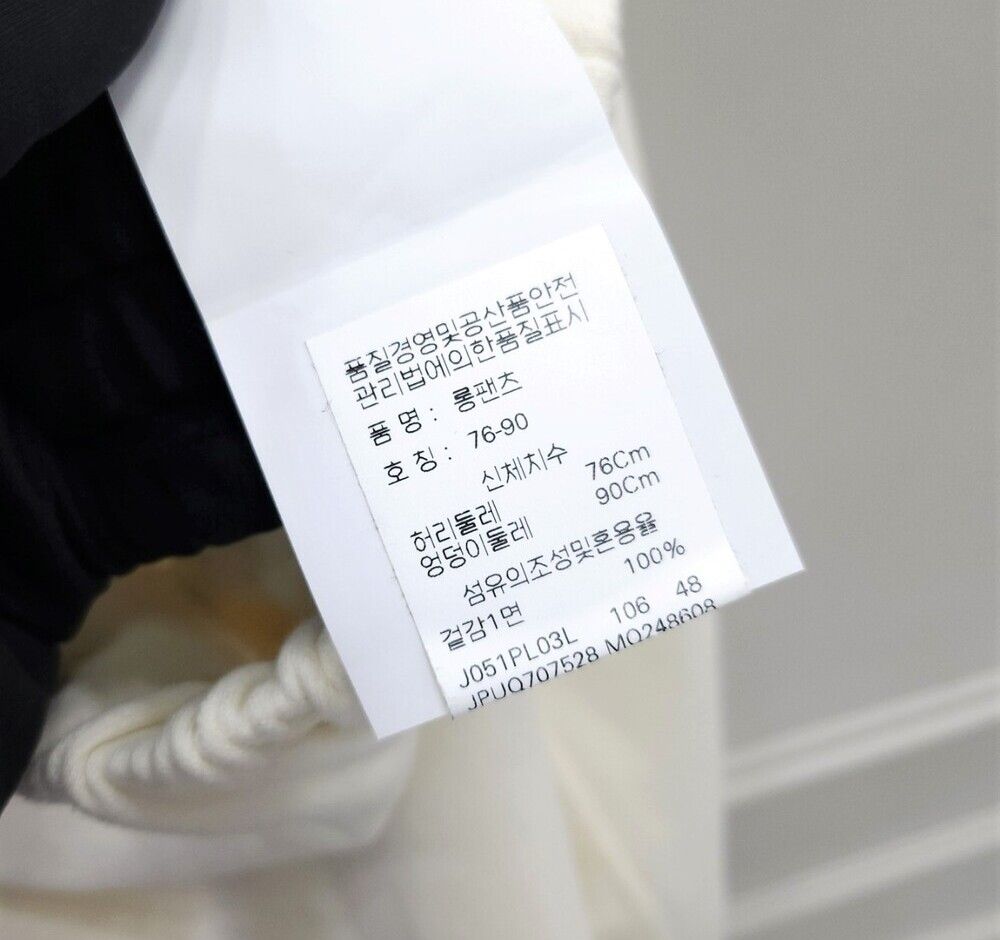 품질경영및공산품안전
관리법에의한품질표시
품 명 : 롱팬츠
호 칭 : 76-90
신체치수
허리둘레 76Cm
엉덩이둘레 90Cm
섬유의조성및혼용율
겉감1면 100%
J051PL03L 106 48
JPUQ707528 MQ248608